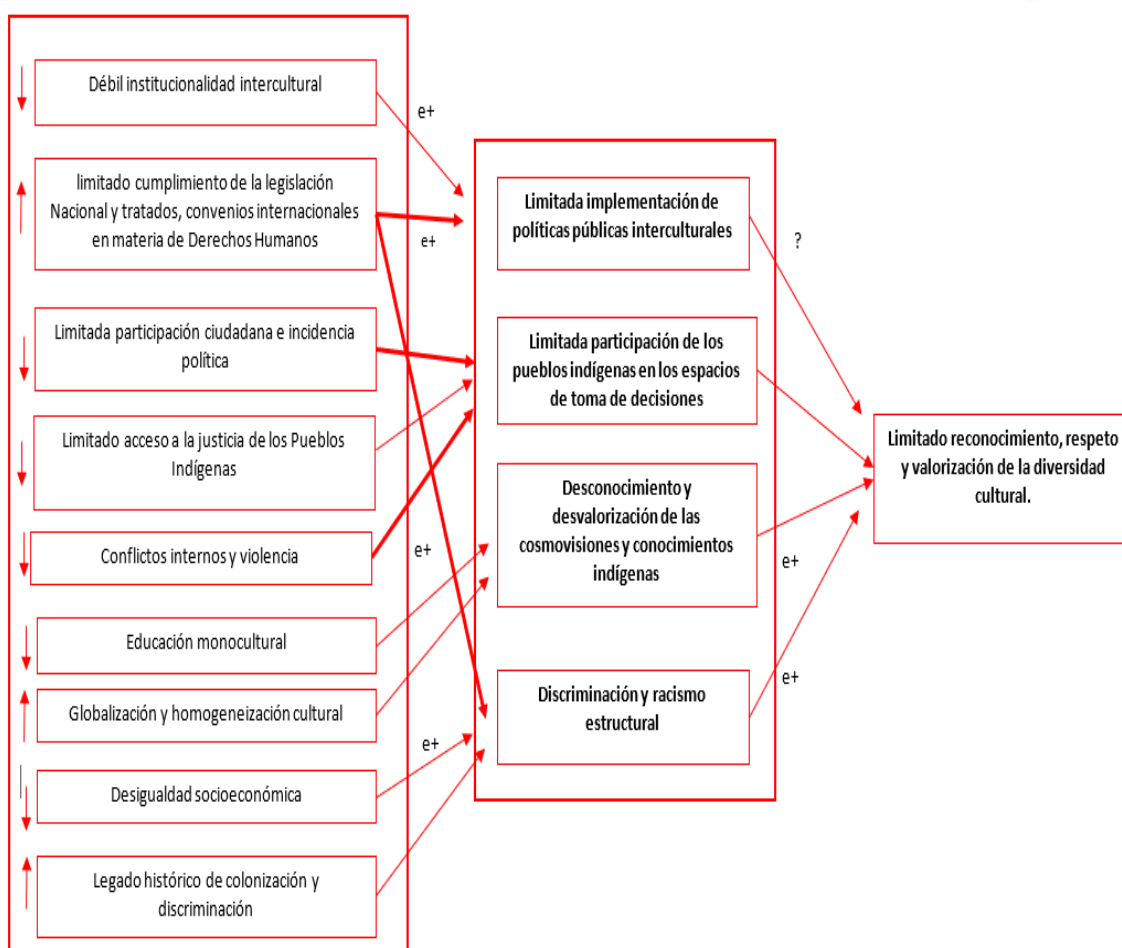 Débil institucionalidad intercultural
limitado cumplimiento de la legislación
Nacional y tratados, convenios internacionales
en materia de Derechos Humanos
Limitada participación ciudadana e incidencia
política
Limitado acceso a la justicia de los Pueblos
Indígenas
Conflictos internos y violencia
Educación monocultural
Globalización y homogeneización cultural
Desigualdad socioeconómica
Legado histórico de colonización y
discriminación
e+
e+
e+
e+
Limitada implementación de
políticas públicas interculturales
Limitada participación de los
pueblos indígenas en los espacios
de toma de decisiones
Desconocimiento y
desvalorización de las
cosmovisiones y conocimientos
indígenas
Discriminación y racismo
estructural
?
e+
e+
Limitado reconocimiento, respeto
y valorización de la diversidad
cultural.